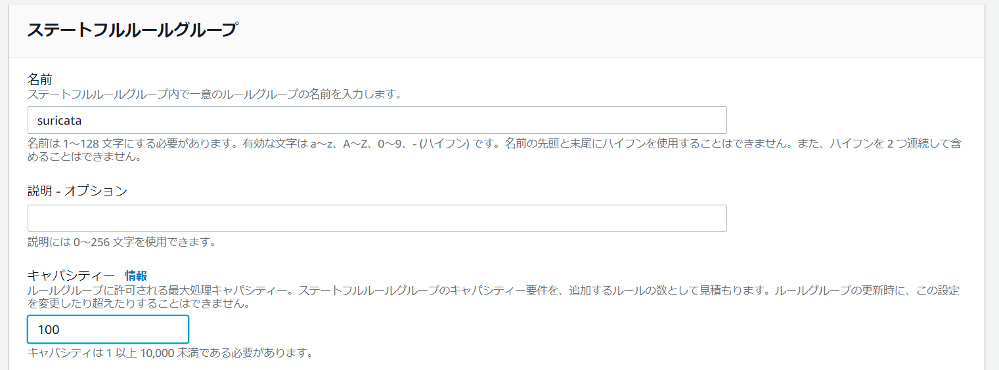 ステートフルルールグループ
名前
ステートフルルールグループ内で一意のルールグループの名前を入力します。
suricata
名前は 1～128 文字にする必要があります。有効な文字は a～z、A～Z、0～9、- (ハイフン) です。名前の先頭と末尾にハイフンを使用することはできません。また、ハイフンを 2 つ連続して含
めることはできません。
説明 - オプション
説明には 0～256 文字を使用できます。
キャパシティー 情報
ルールグループに許可される最大処理キャパシティー。ステートフルルールグループのキャパシティー要件を、追加するルールの数として見積もります。ルールグループの更新時に、この設定
を変更したり超えたりすることはできません。
100
キャパシティは 1 以上 10,000 未満である必要があります。